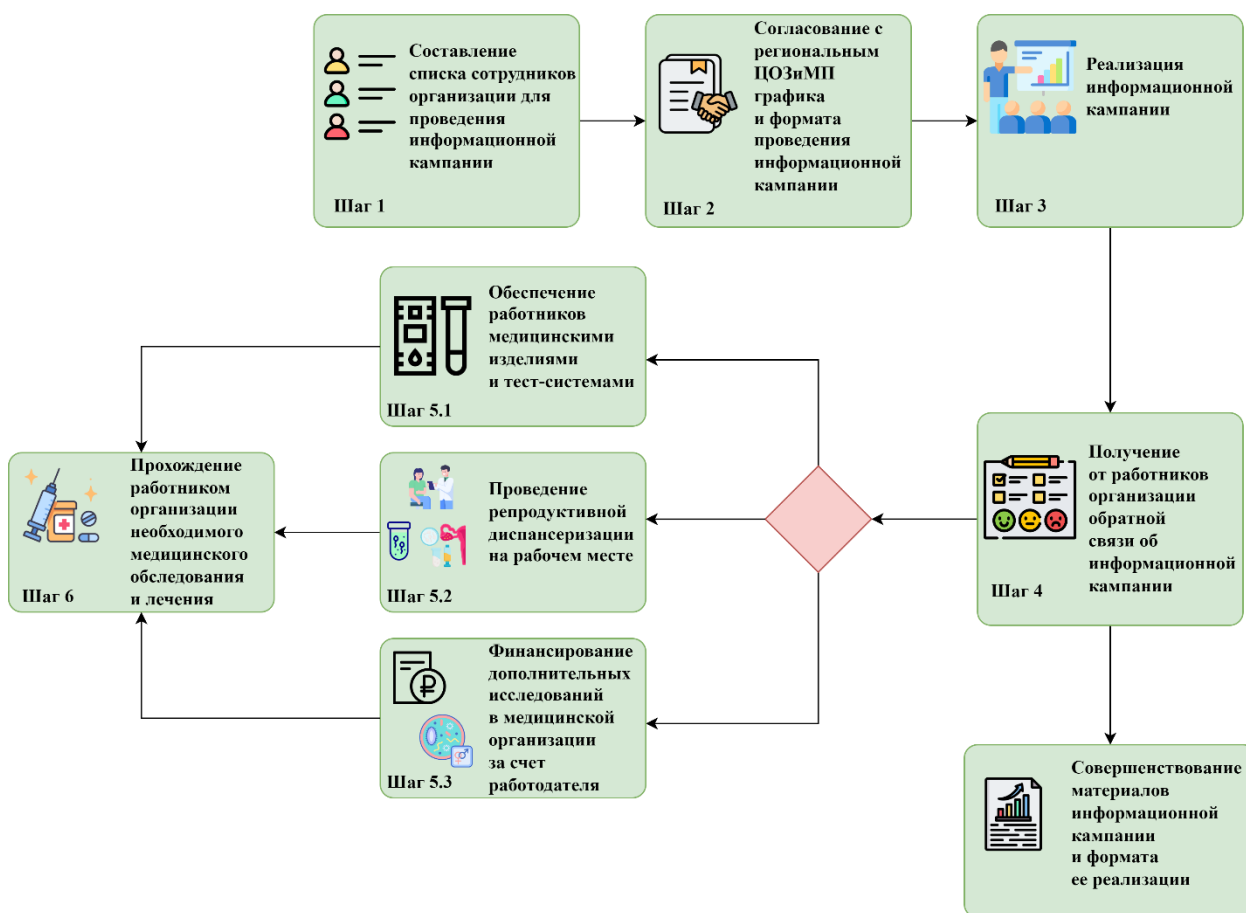 Составление
списка сотрудников
организации для
проведения
информационной
кампании
Шаг 1
Согласование с
региональным
ЦОЗиМП
графика
и формата
проведения
информационной
кампании
Шаг 2
Реализация
информационной
кампании
Шаг 3
Получение
от работников
организации
обратной
связи об
информационной
кампании
Шаг 4
Обеспечение
работников
медицинскими
изделиями
и тест-системами
Шаг 5.1
Проведение
репродуктивной
диспансеризации
на рабочем месте
Шаг 5.2
Финансирование
дополнительных
исследований
в медицинской
организации
за счет
работодателя
Шаг 5.3
Прохождение
работником
организации
необходимого
медицинского
обследования
и лечения
Шаг 6
Совершенствование
материалов
информационной
кампании
и формата
ее реализации